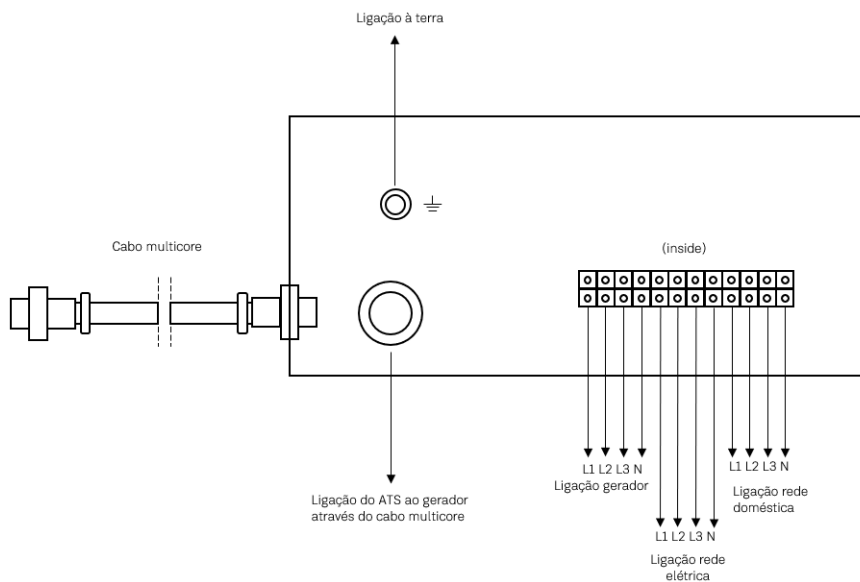 Ligação à terra
Cabo multicore
(inside)
L1 L2 L3 N
Ligação gerador
L1 L2 L3 N
Ligação rede
doméstica
Ligação do ATS ao gerador
através do cabo multicore
L1 L2 L3 N
Ligação rede
elétrica